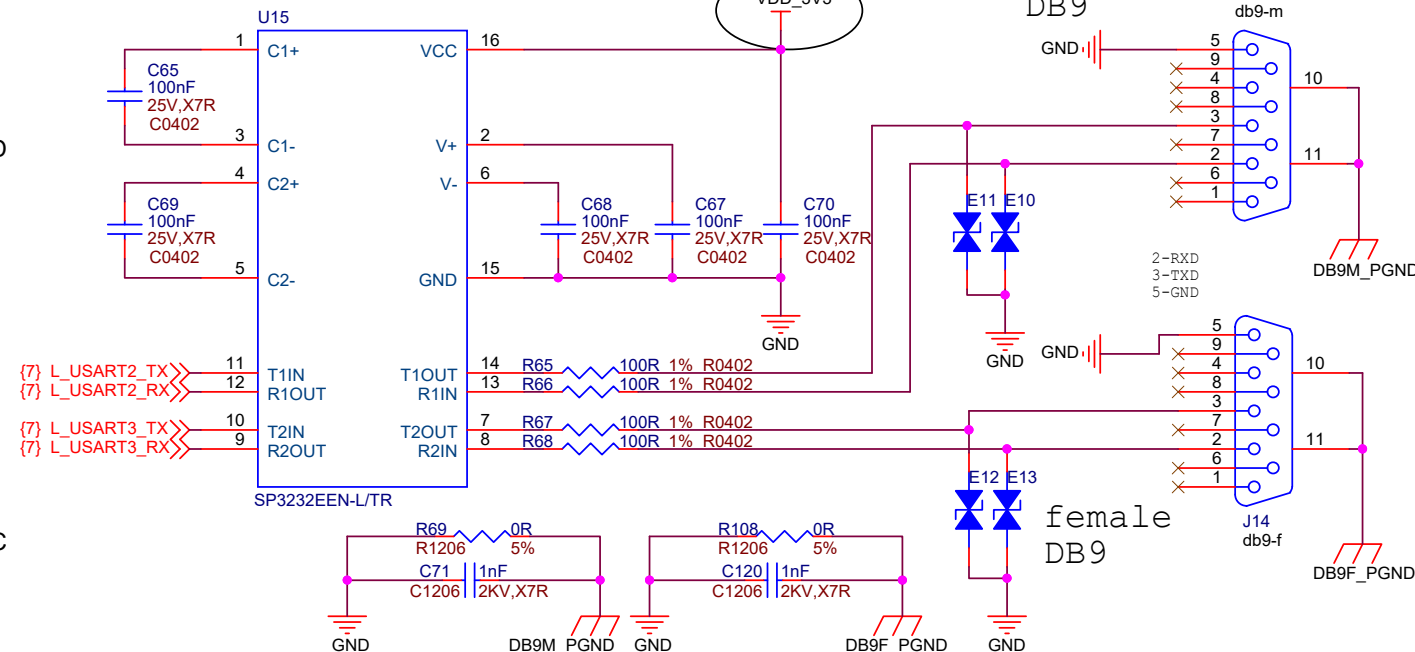 U15
1 C1+
VCC 16
C65
100nF
25V,X7R
C0402
3 C1-
V+ 2
4 C2+
V- 6
C69
100nF
25V,X7R
C0402
C68
100nF
25V,X7R
C0402
C67
100nF
25V,X7R
C0402
C70
100nF
25V,X7R
C0402
5 C2-
GND 15
GND
{7} L_USART2_TX 11 T1IN
{7} L_USART2_RX 12 R1OUT
{7} L_USART3_TX 10 T2IN
{7} L_USART3_RX 9 R2OUT
T1OUT 14 R65 100R 1% R0402
R1IN 13 R66 100R 1% R0402
T2OUT 7 R67 100R 1% R0402
R2IN 8 R68 100R 1% R0402
SP3232EEN-L/TR
DB9
db9-m
GND
5
9
4
8
3
7
2
6
1
10
11
DB9M_PGND
E11 E10
GND
2-RXD
3-TXD
5-GND
GND
5
9
4
8
3
7
2
6
1
10
11
J14
db9-f
DB9F_PGND
E12 E13
GND
female
DB9
R69 0R
R1206 5%
C71 1nF
C1206 2KV,X7R
GND
DB9M_PGND
R108 0R
R1206 5%
C120 1nF
C1206 2KV,X7R
GND
DB9F_PGND